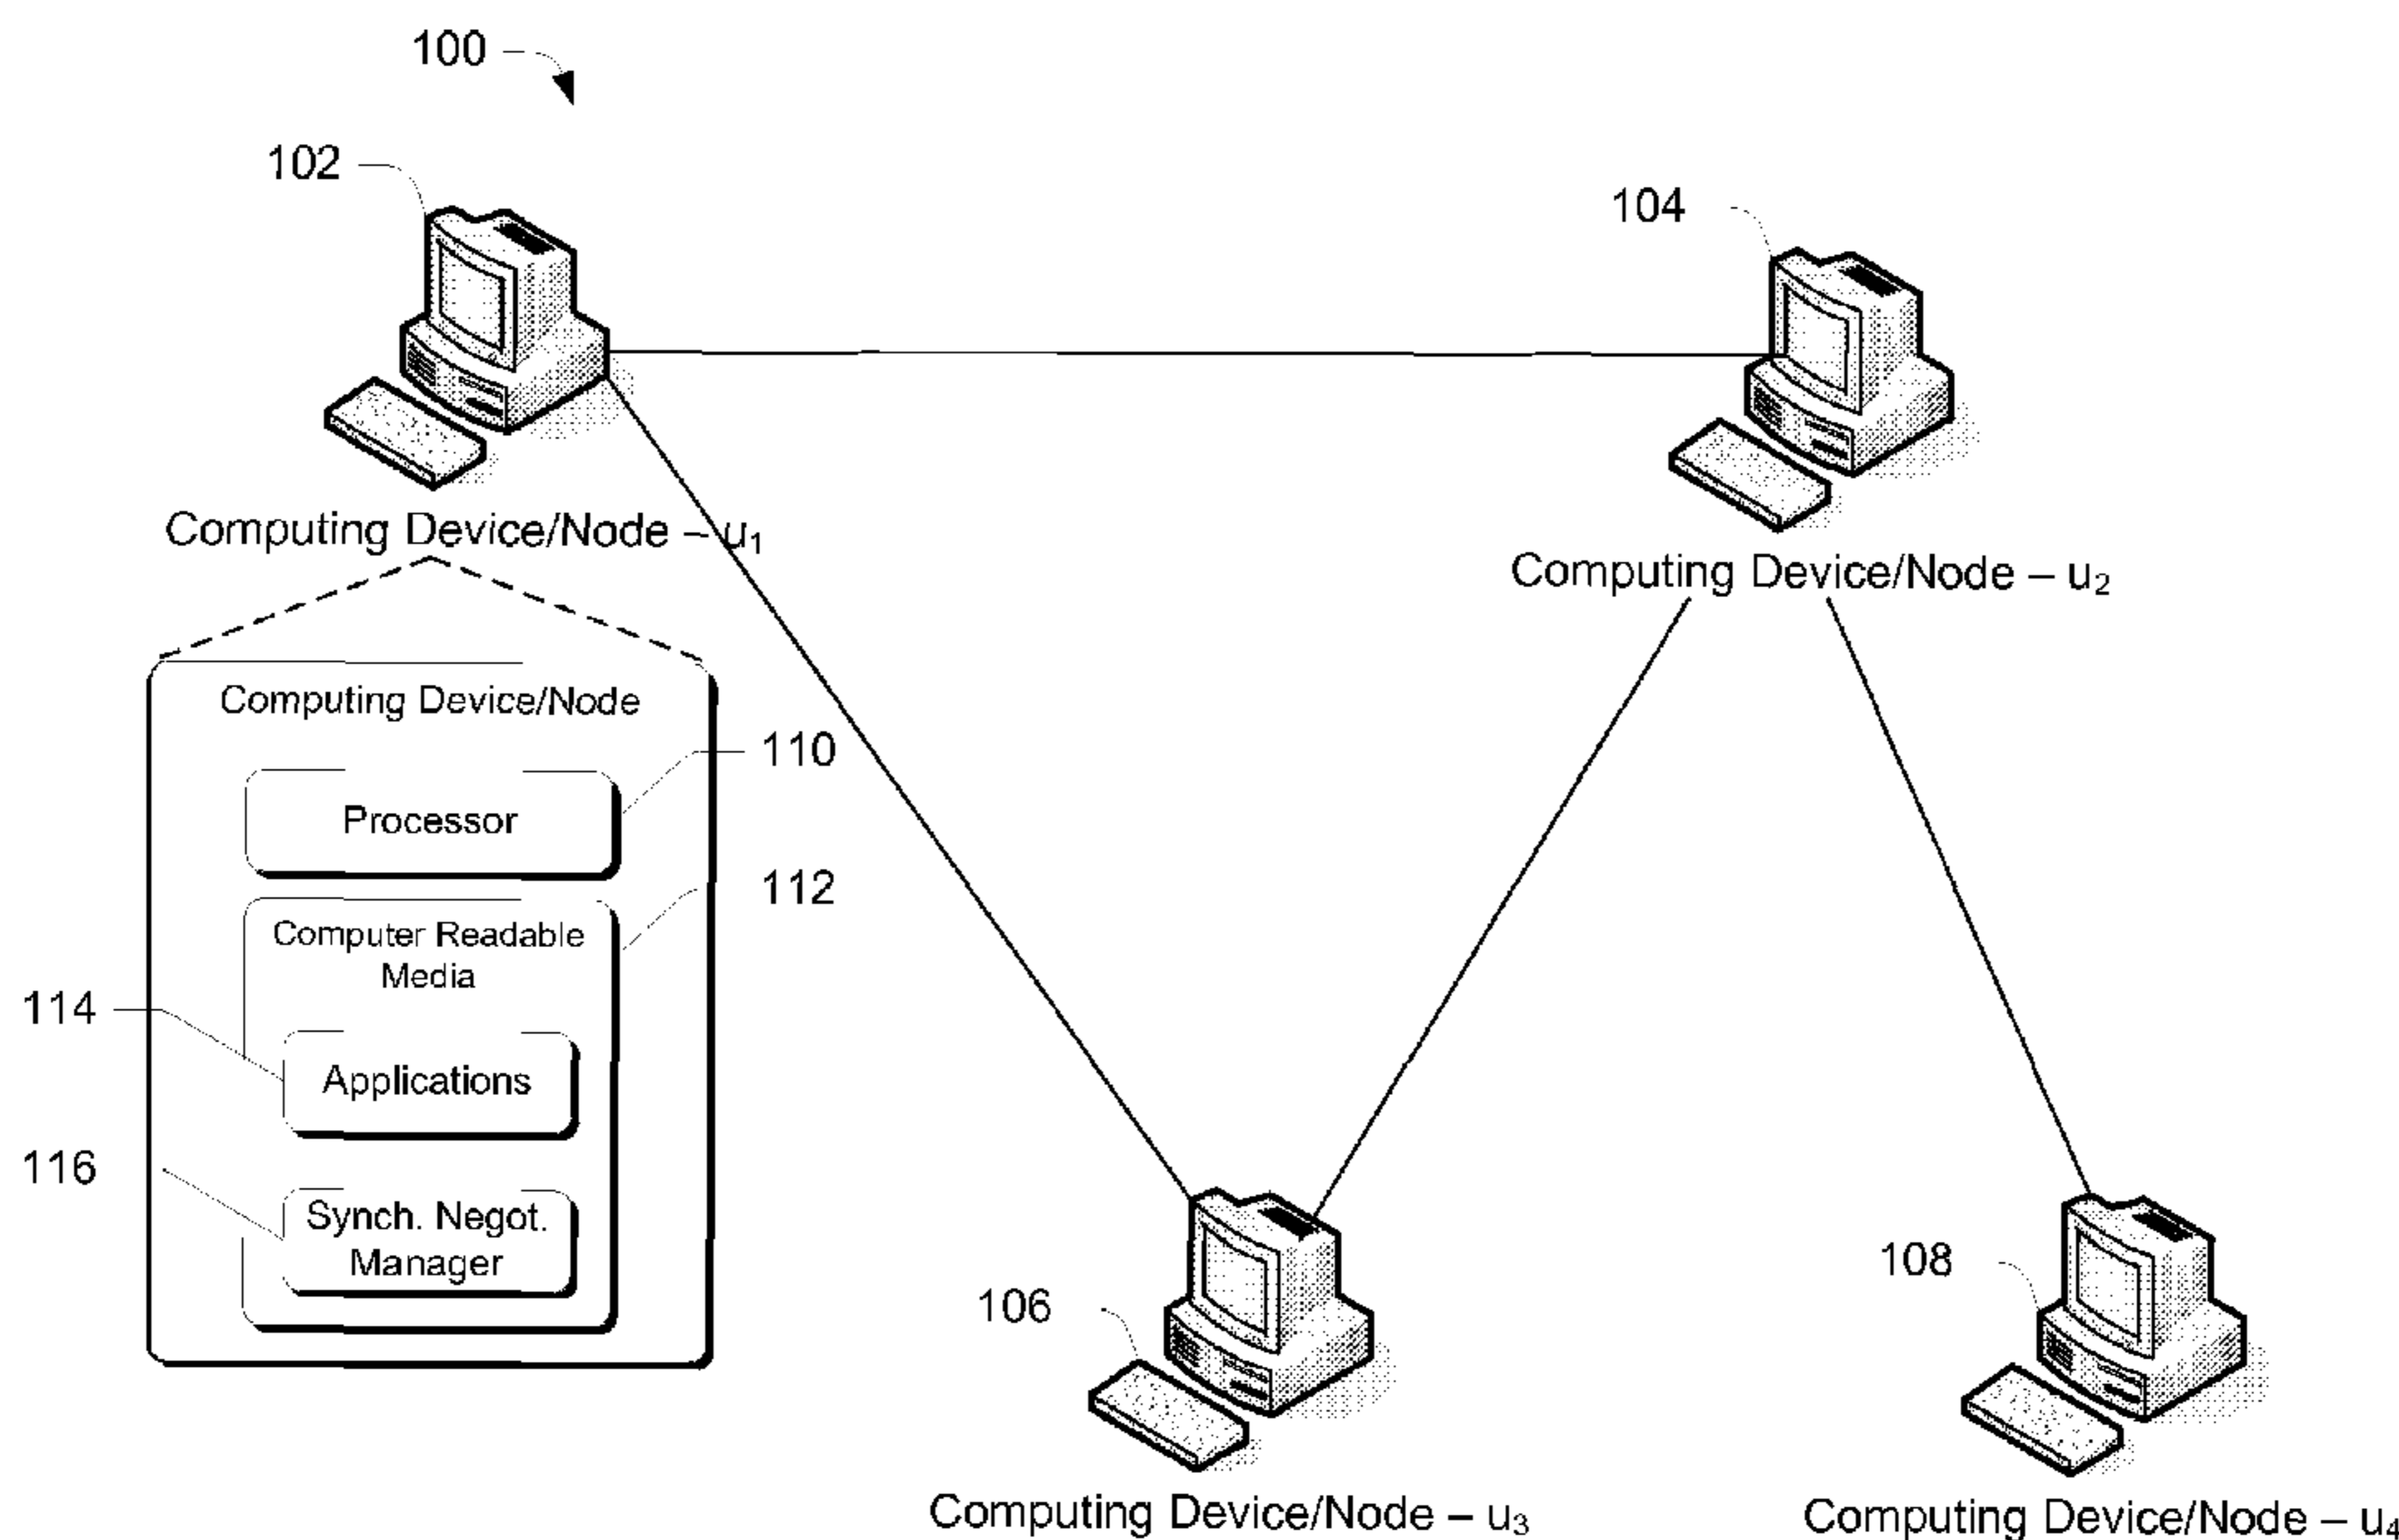 100
102
104
Computing Device/Node – u₁
Computing Device/Node – u₂
Computing Device/Node
110
Processor
112
Computer Readable
Media
114
Applications
116
Synch. Negot.
Manager
106
108
Computing Device/Node – u₃
Computing Device/Node – u₄